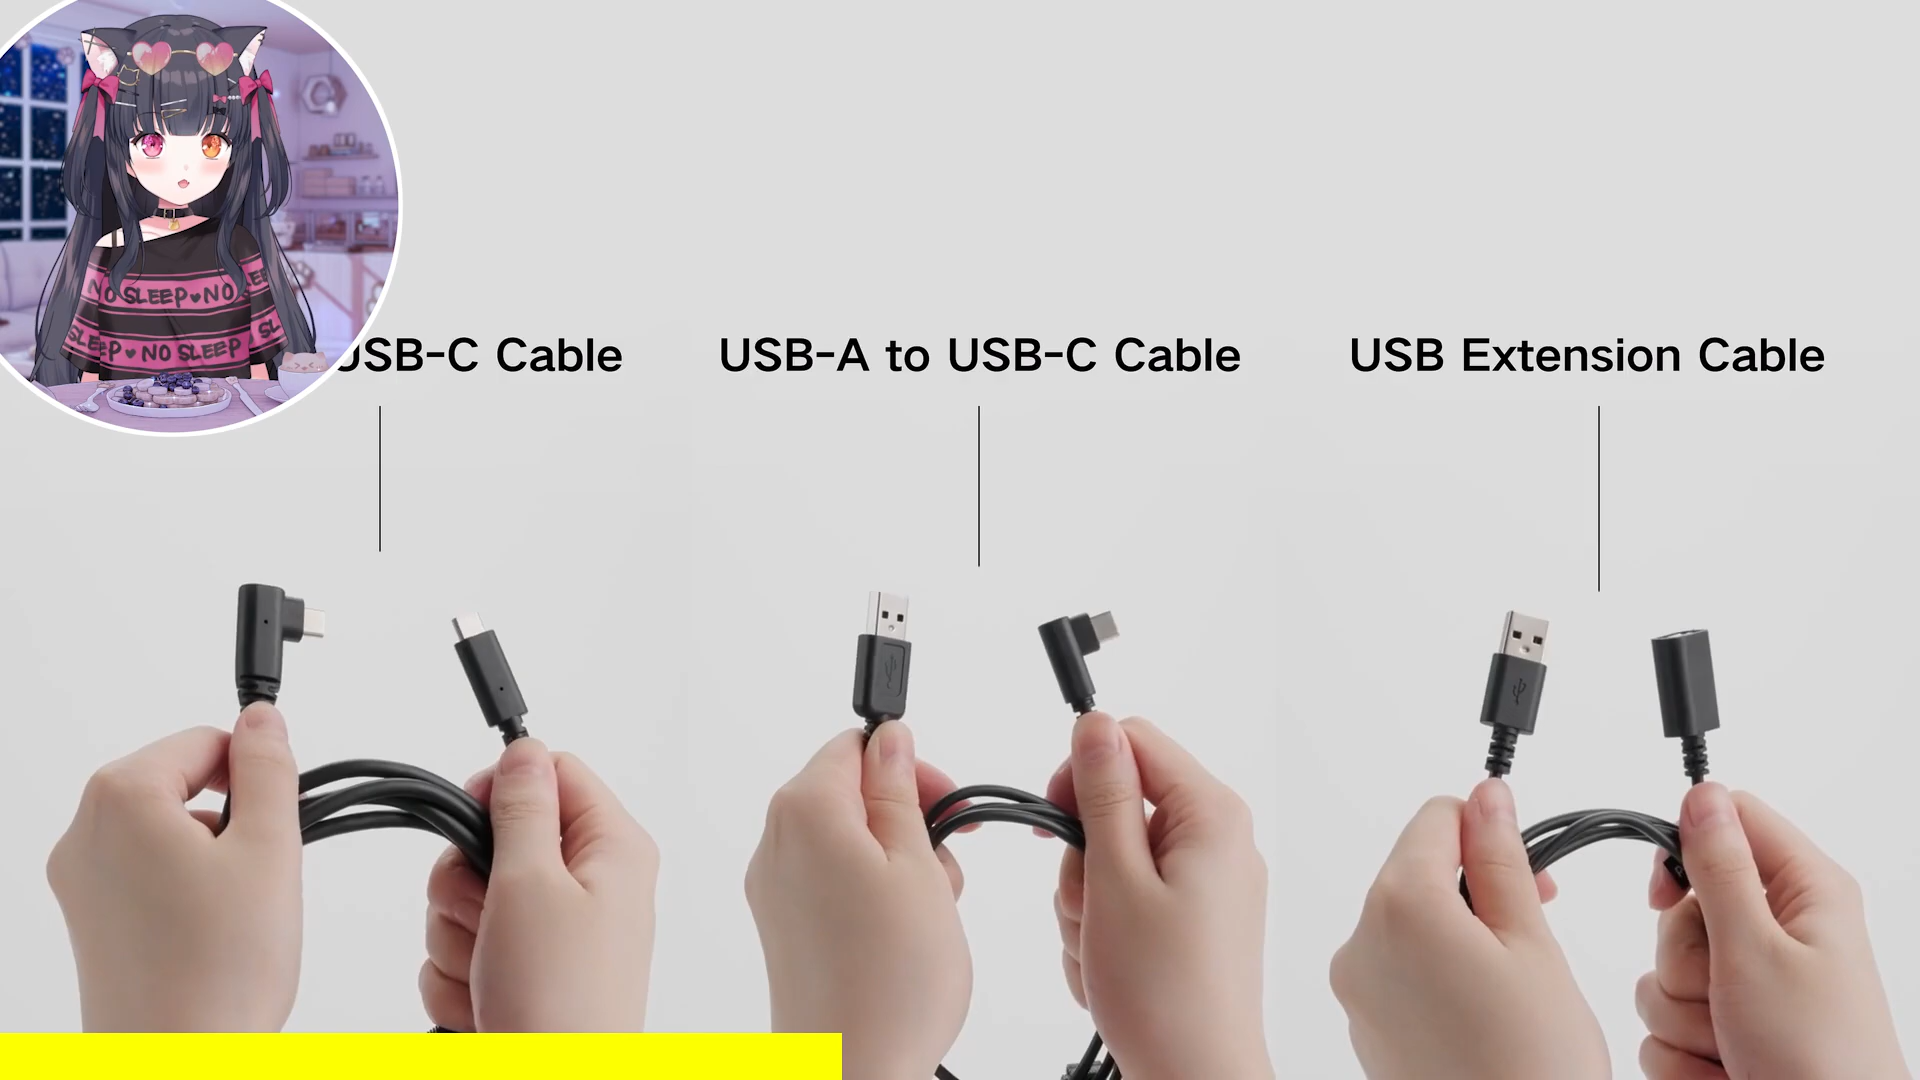 USB-C Cable
USB-A to USB-C Cable
USB Extension Cable
NO SLEEP♥NO
SLEEP♥NO SLEEP